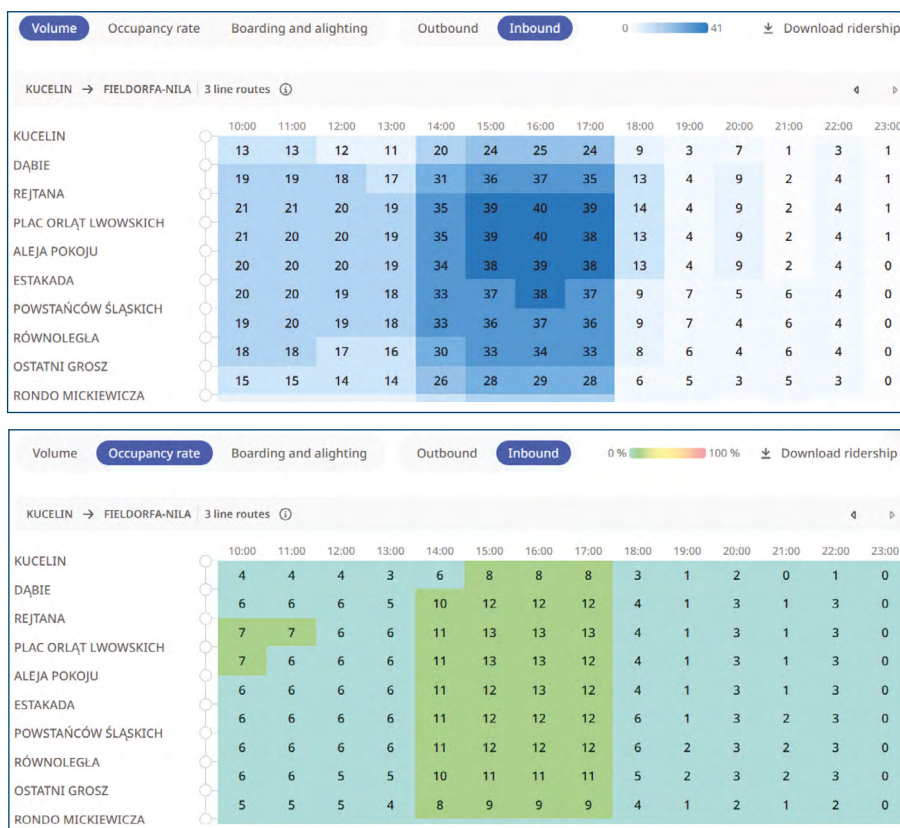 Volume Occupancy rate Boarding and alighting Outbound Inbound 0 41 Download ridership
KUCELIN → FIELDORFA-NILA 3 line routes
10:00 11:00 12:00 13:00 14:00 15:00 16:00 17:00 18:00 19:00 20:00 21:00 22:00 23:00
KUCELIN
13 13 12 11 20 24 25 24 9 3 7 1 3 1
DĄBIE
19 19 18 17 31 36 37 35 13 4 9 2 4 1
REJTANA
21 21 20 19 35 39 40 39 14 4 9 2 4 1
PLAC ORLĄT LWOWSKICH
21 20 20 19 35 39 40 38 13 4 9 2 4 1
ALEJA POKOJU
20 20 20 19 34 38 39 38 13 4 9 2 4 0
ESTAKADA
20 20 19 18 33 37 38 37 9 7 5 6 4 0
POWSTAŃCÓW ŚLĄSKICH
19 20 19 18 33 36 37 36 9 7 4 6 4 0
RÓWNOLEGŁA
18 18 17 16 30 33 34 33 8 6 4 6 4 0
OSTATNI GROSZ
15 15 14 14 26 28 29 28 6 5 3 5 3 0
RONDO MICKIEWICZA
Volume Occupancy rate Boarding and alighting Outbound Inbound 0 % 100 % Download ridership
KUCELIN → FIELDORFA-NILA 3 line routes
10:00 11:00 12:00 13:00 14:00 15:00 16:00 17:00 18:00 19:00 20:00 21:00 22:00 23:00
KUCELIN
4 4 4 3 6 8 8 8 3 1 2 0 1 0
DĄBIE
6 6 6 5 10 12 12 12 4 1 3 1 3 0
REJTANA
7 7 6 6 11 13 13 13 4 1 3 1 3 0
PLAC ORLĄT LWOWSKICH
7 6 6 6 11 13 13 12 4 1 3 1 3 0
ALEJA POKOJU
6 6 6 6 11 12 13 12 4 1 3 1 3 0
ESTAKADA
6 6 6 6 11 12 12 12 6 1 3 2 3 0
POWSTAŃCÓW ŚLĄSKICH
6 6 6 6 11 12 12 12 6 2 3 2 3 0
RÓWNOLEGŁA
6 6 5 5 10 11 11 11 5 2 3 2 3 0
OSTATNI GROSZ
5 5 5 4 8 9 9 9 4 1 2 1 2 0
RONDO MICKIEWICZA